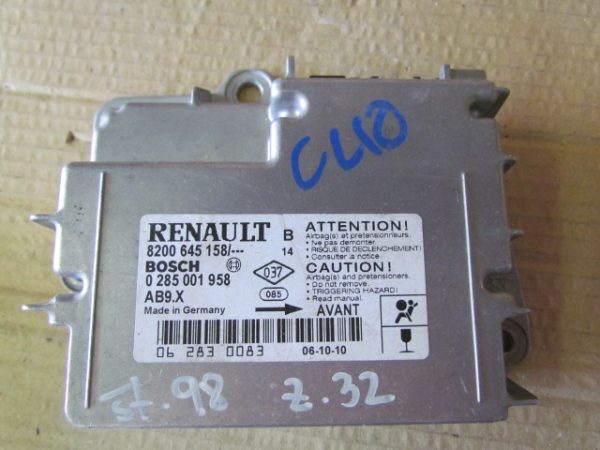 CLIO
RENAULT B
8200 645 158/--- 14
BOSCH
0 285 001 958 037
AB9.X 085
Made in Germany AVANT
06 283 0083 06-10-10
ATTENTION!
Airbag(s) et pretensionneurs.
• Ne pas demonter.
• RISQUE DE DECLENCHEMENT!
• Consulter la notice.
CAUTION!
Airbag(s) and pretensioners.
• Do not remove.
• TRIGGERING HAZARD!
• Read manual.
st. 98 z. 32